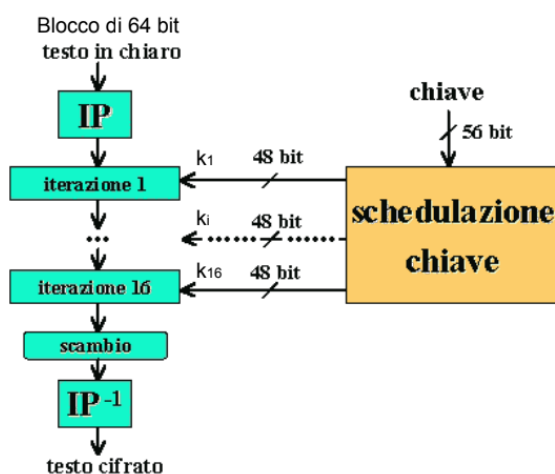 Blocco di 64 bit
testo in chiaro
IP
iterazione 1
...
iterazione 16
scambio
IP-1
testo cifrato
k1 48 bit
ki 48 bit
k16 48 bit
chiave
56 bit
schedulazione
chiave